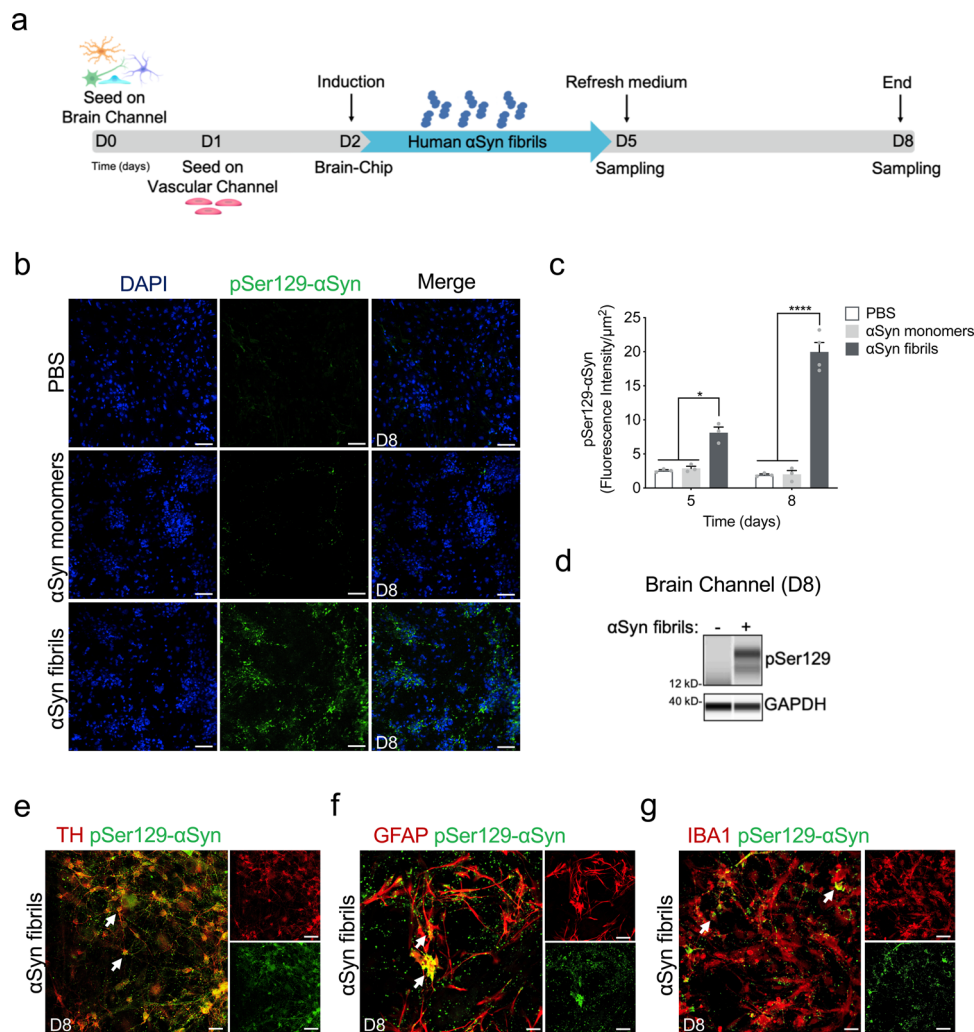 a
Seed on
Brain Channel
Induction
Refresh medium
End
D0
D1
D2
Human αSyn fibrils
D5
D8
Time (days)
Seed on
Vascular Channel
Brain-Chip
Sampling
Sampling
b
DAPI
pSer129-αSyn
Merge
PBS
D8
αSyn monomers
D8
αSyn fibrils
D8
c
pSer129-αSyn
(Fluorescence Intensity/μm²)
25
20
15
10
5
0
*
****
PBS
αSyn monomers
αSyn fibrils
5
8
Time (days)
d
Brain Channel (D8)
αSyn fibrils: - +
pSer129
12 kD-
40 kD-
GAPDH
e
TH pSer129-αSyn
αSyn fibrils
D8
f
GFAP pSer129-αSyn
αSyn fibrils
D8
g
IBA1 pSer129-αSyn
αSyn fibrils
D8